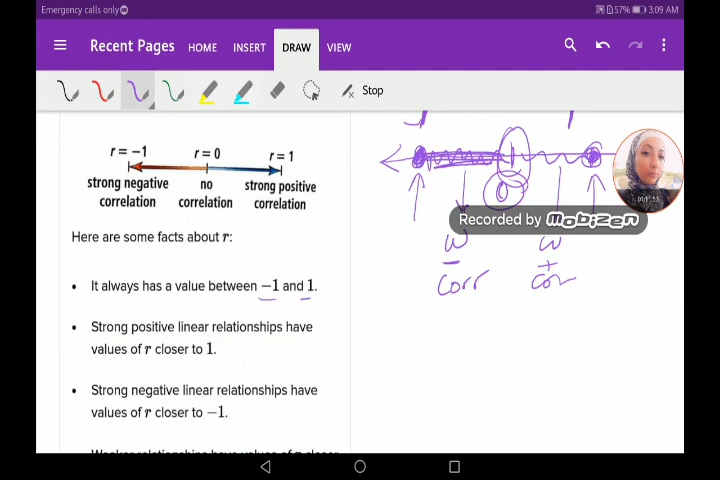 Emergency calls only
57% 3:09 AM
Recent Pages HOME INSERT DRAW VIEW
Stop
r = −1 r = 0 r = 1
strong negative correlation
no correlation
strong positive correlation
0
Recorded by Mobizen
Here are some facts about r:
w w
− +
corr cor
• It always has a value between −1 and 1.
• Strong positive linear relationships have
values of r closer to 1.
• Strong negative linear relationships have
values of r closer to −1.